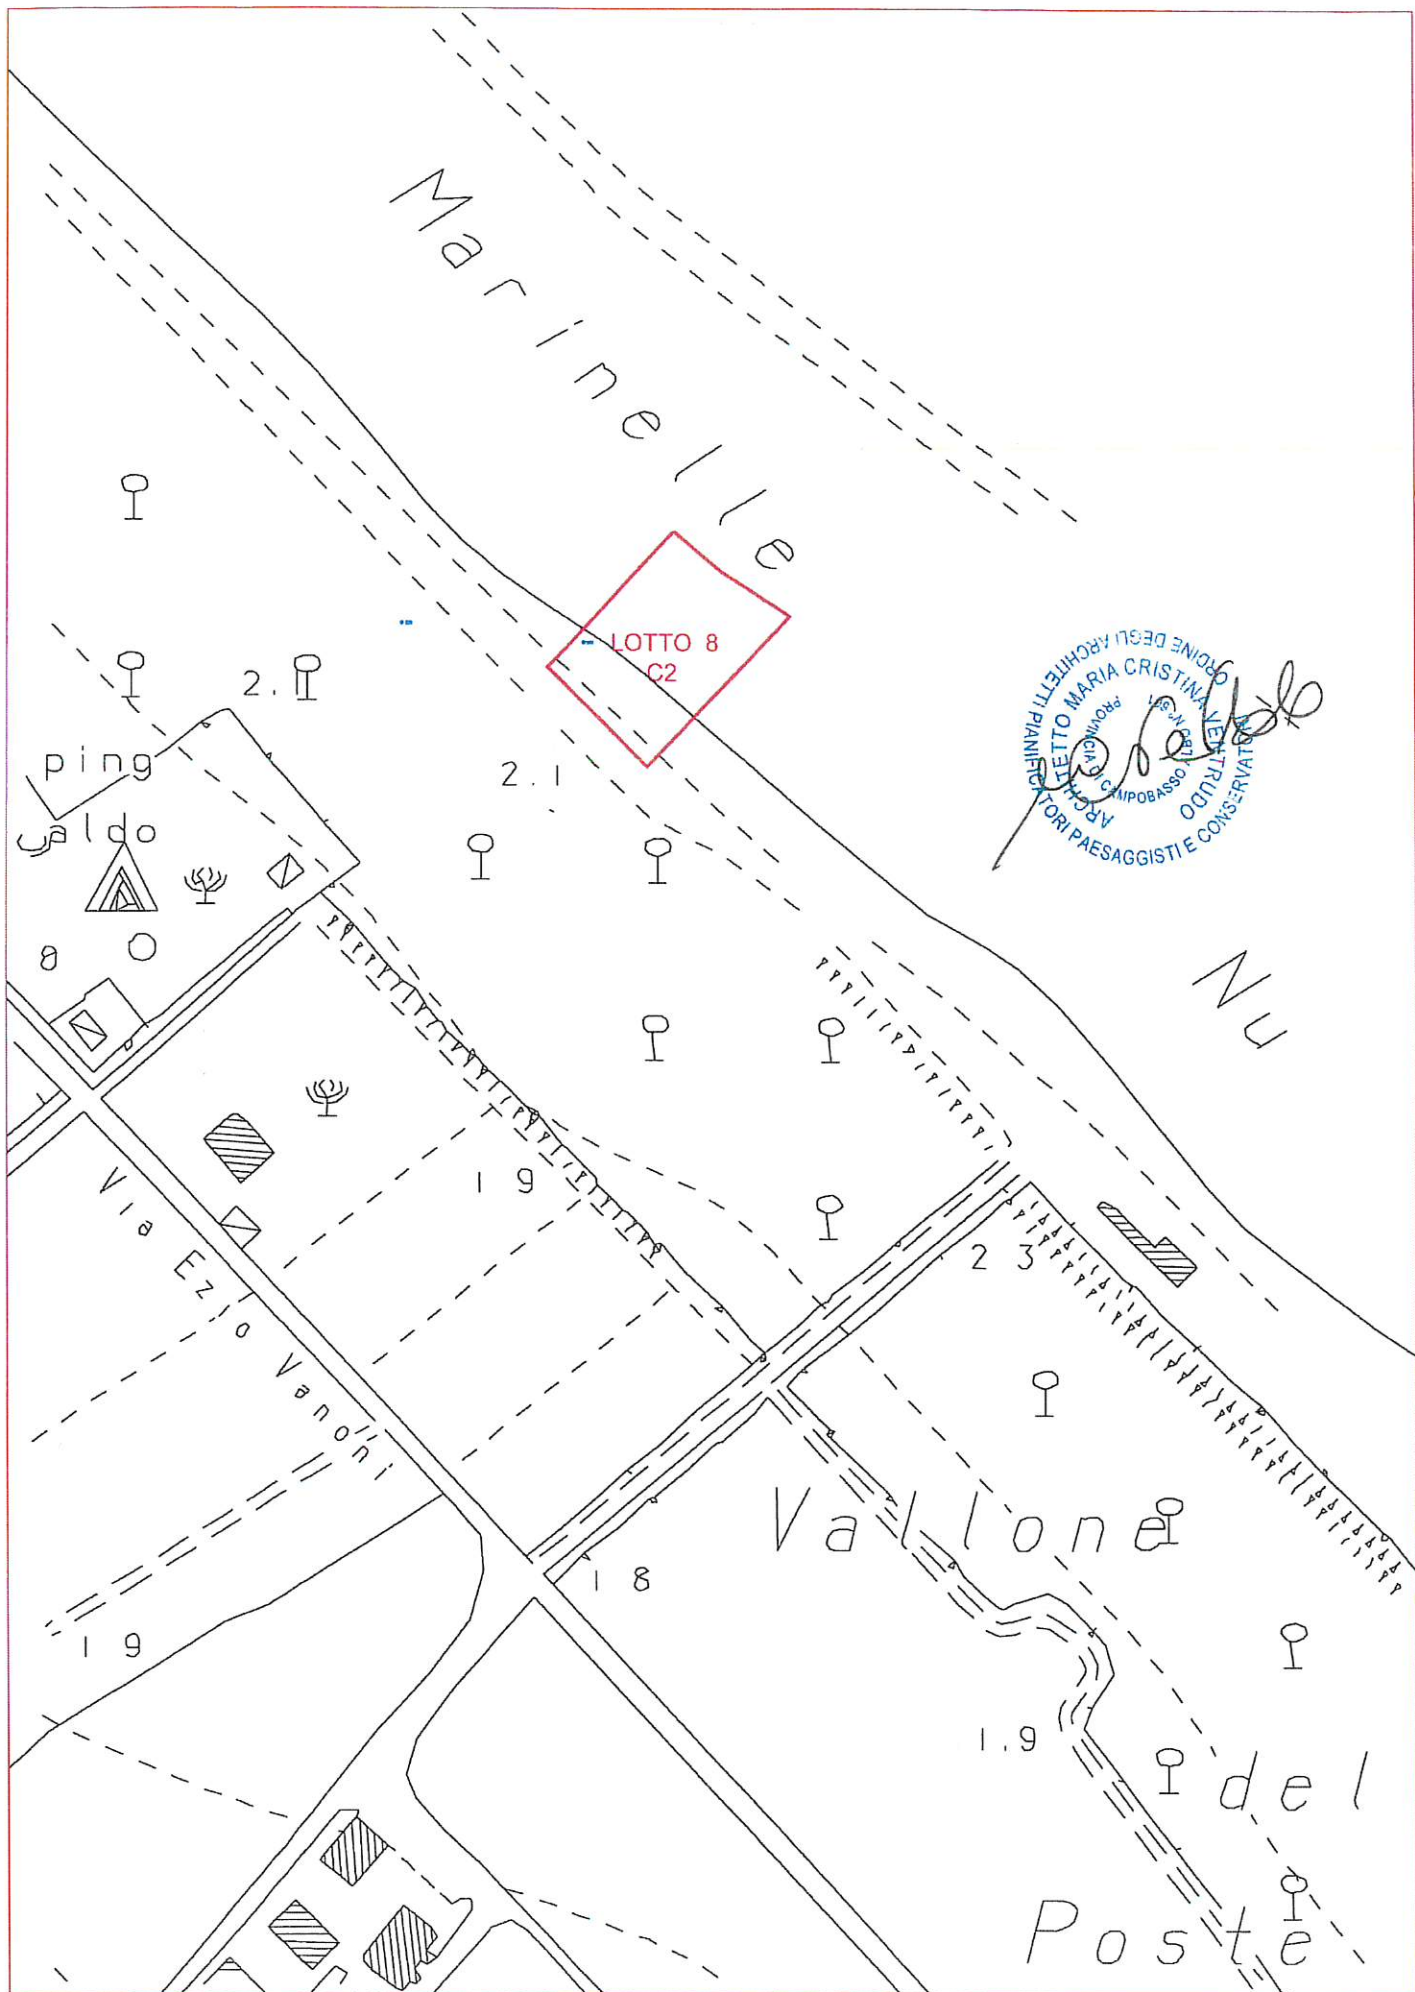 Marinelle
LOTTO 8
C2
2.1
ping
aldo
2.1
8
Nu
ORDINE DEGLI ARCHITETTI PIANIFICATORI PAESAGGISTI E CONSERVATORI
ARCHITETTO MARIA CRISTINA VENTRUDO
PROVINCIA DI CAMPOBASSO
Via Ezio Vanoni
1 9
2 3
Vallone
1 8
1 9
1.9
del
Poste